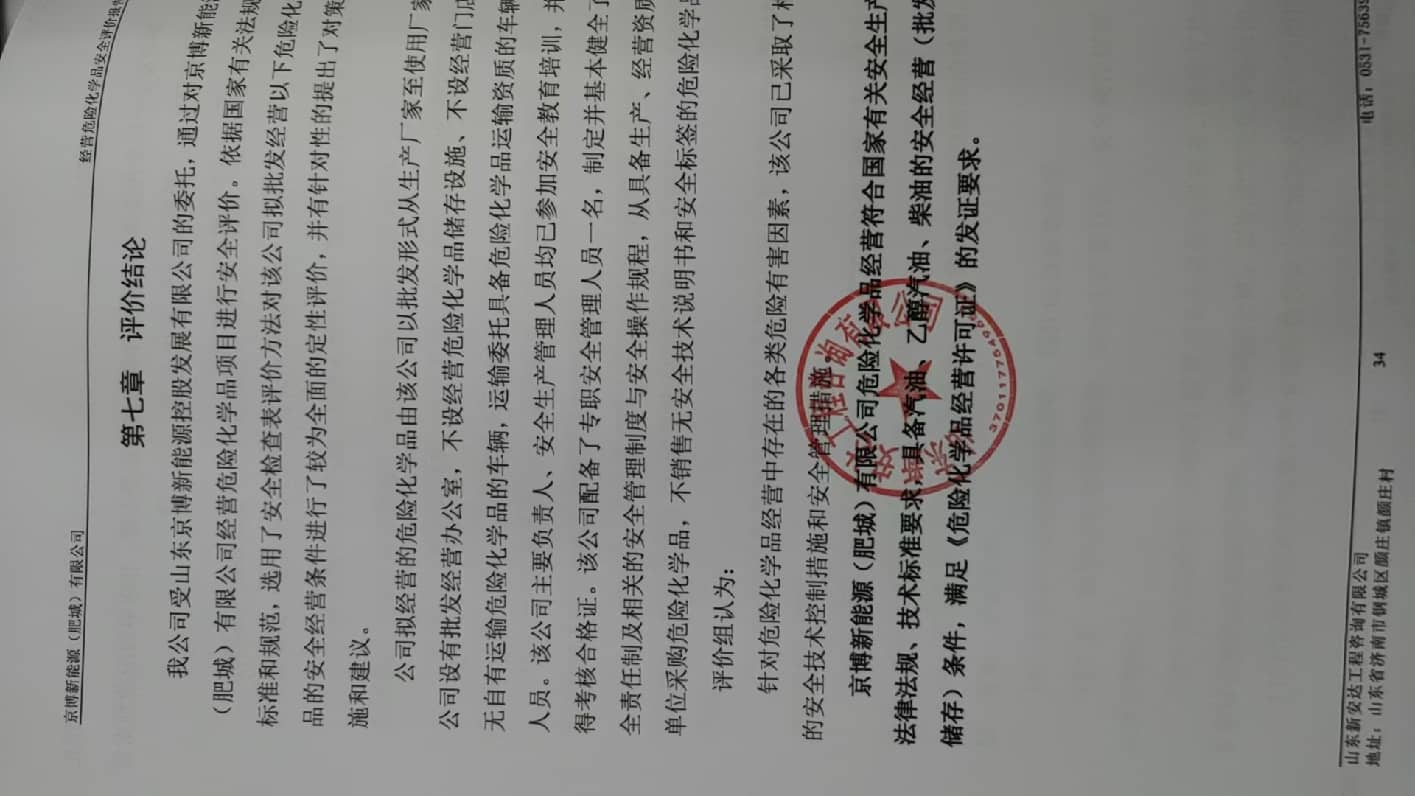 京博新能源（肥城）有限公司
经营危险化学品安全评价报告
第七章 评价结论
我公司受山东京博新能源控股发展有限公司的委托，通过对京博新能源
（肥城）有限公司经营危险化学品项目进行安全评价。依据国家有关法规
标准和规范，选用了安全检查表评价方法对该公司拟批发经营以下危险化
品的安全经营条件进行了较为全面的定性评价，并有针对性的提出了对策
施和建议。
公司拟经营的危险化学品由该公司以批发形式从生产厂家至使用厂家
公司设有批发经营办公室，不设经营危险化学品储存设施、不设经营门店
无自有运输危险化学品的车辆，运输委托具备危险化学品运输资质的车辆
人员。该公司主要负责人、安全生产管理人员均已参加安全教育培训，并
得考核合格证。该公司配备了专职安全管理人员一名，制定并基本健全了
全责任制及相关的安全管理制度与安全操作规程，从具备生产、经营资质
单位采购危险化学品，不销售无安全技术说明书和安全标签的危险化学品
评价组认为：
针对危险化学品经营中存在的各类危险有害因素，该公司已采取了相
的安全技术控制措施和安全管理措施。
京博新能源（肥城）有限公司危险化学品经营符合国家有关安全生产
法律法规、技术标准要求，具备汽油、乙醇汽油、柴油的安全经营（批发
储存）条件，满足《危险化学品经营许可证》的发证要求。
山东新安达工程咨询有限公司
地址：山东省济南市钢城区颜庄镇颜庄村
34
电话：0531-75639